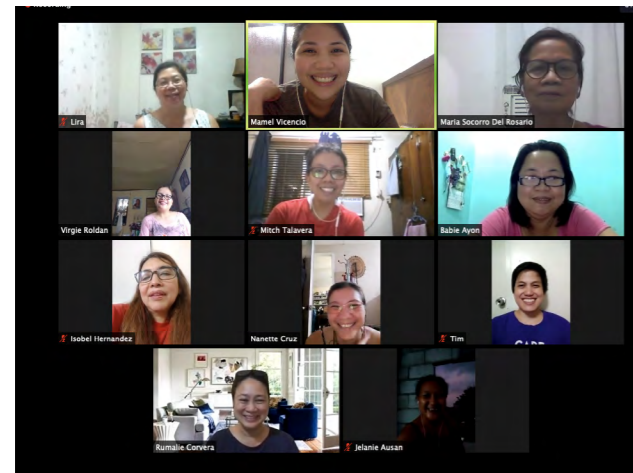 Recording
Lira
Mamel Vicencio
Maria Socorro Del Rosario
Virgie Roldan
Mitch Talavera
Babie Ayon
Isobel Hernandez
Nanette Cruz
Tim
Rumalie Corvera
Jelanie Ausan